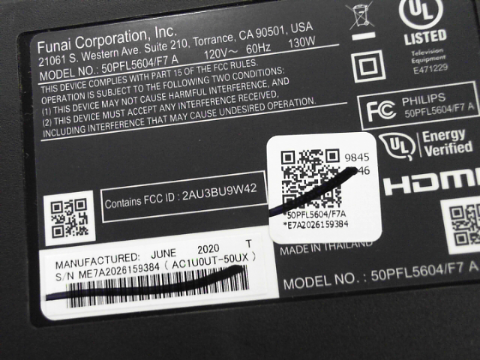 Funai Corporation, Inc.
21061 S. Western Ave. Suite 210, Torrance, CA 90501, USA
MODEL NO.: 50PFL5604/F7 A 120V~ 60Hz 130W
THIS DEVICE COMPLIES WITH PART 15 OF THE FCC RULES.
OPERATION IS SUBJECT TO THE FOLLOWING TWO CONDITIONS:
(1) THIS DEVICE MAY NOT CAUSE HARMFUL INTERFERENCE, AND
(2) THIS DEVICE MUST ACCEPT ANY INTERFERENCE RECEIVED,
INCLUDING INTERFERENCE THAT MAY CAUSE UNDESIRED OPERATION.
UL
LISTED
Television
Equipment
E471229
FC PHILIPS
50PFL5604/F7 A
UL Energy
Verified
HDMI
Contains FCC ID : 2AU3BU9W42
9845
46
50PFL5604/F7A
*E7A2026159384
MADE IN THAILAND
MANUFACTURED: JUNE 2020 T
S/N ME7A2026159384 ( AC1U0UT-50UX )
MODEL NO. : 50PFL5604/F7 A